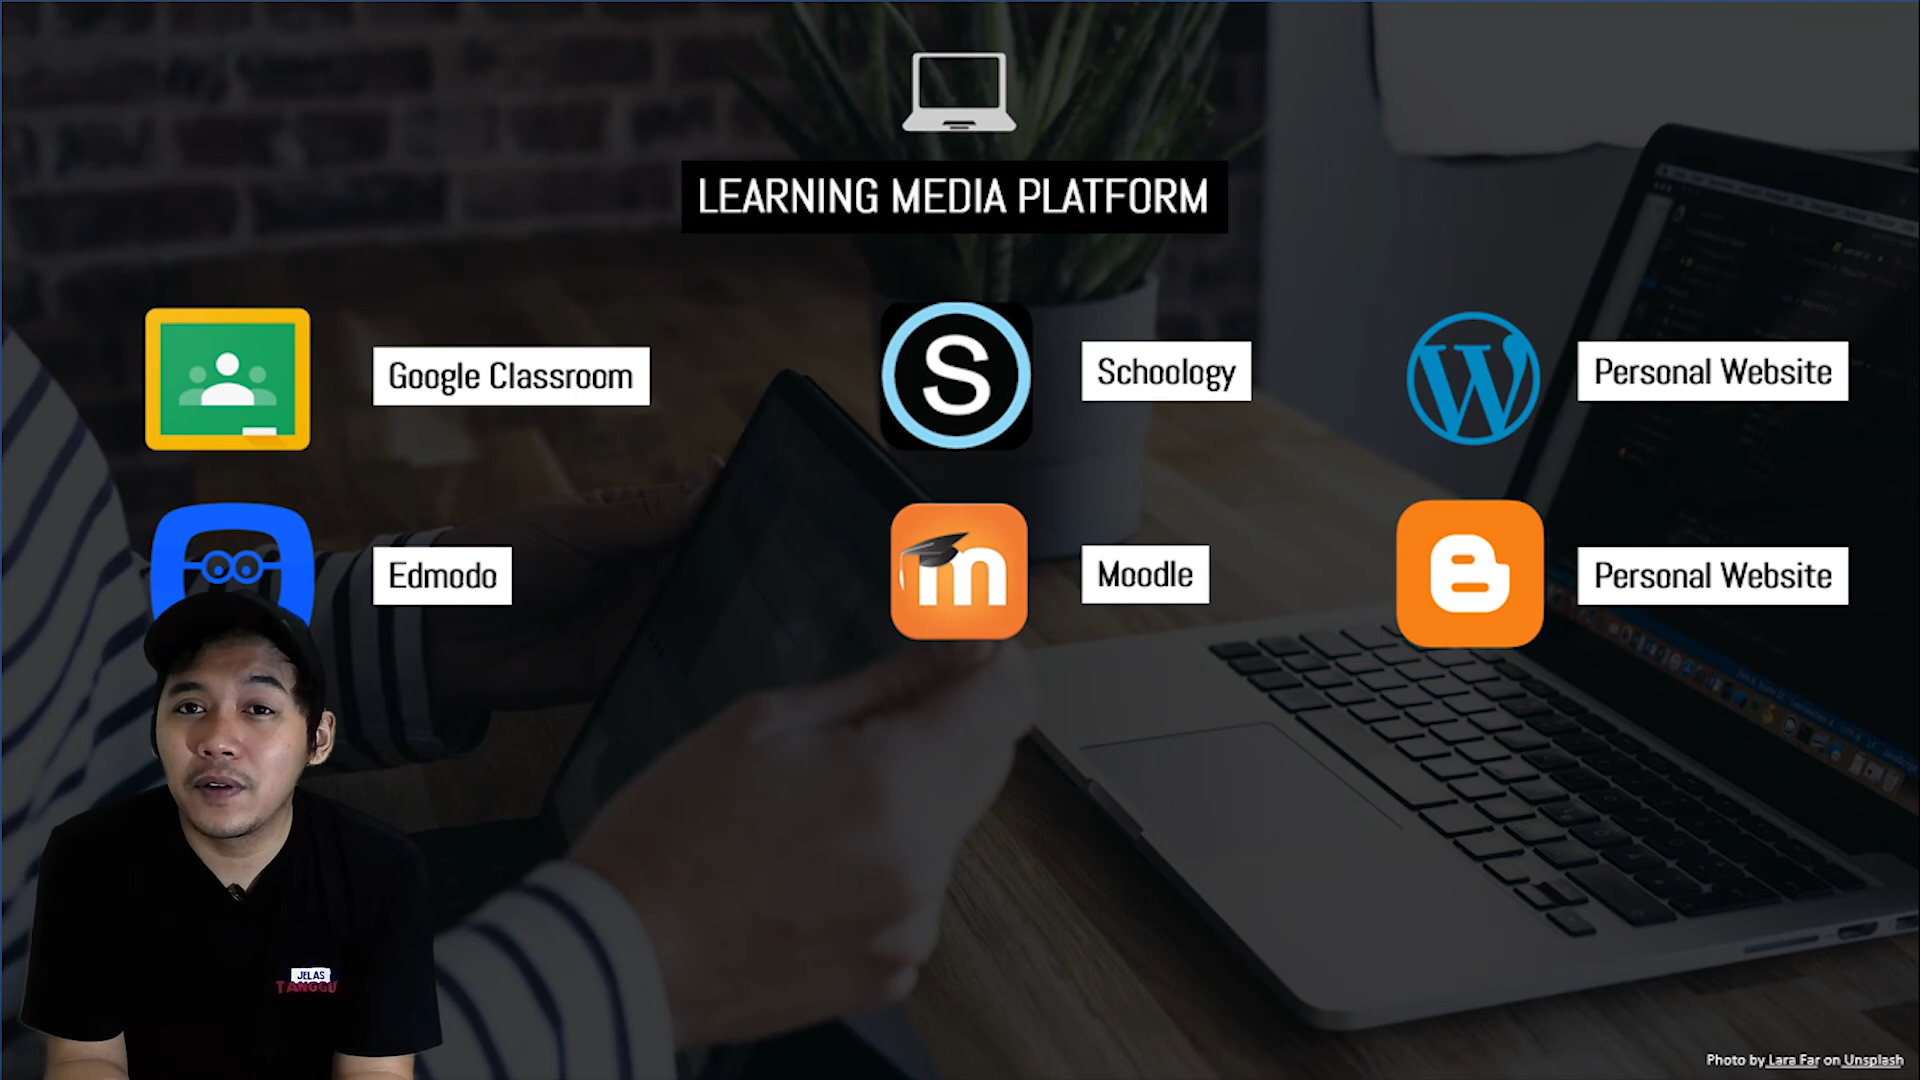 LEARNING MEDIA PLATFORM
Google Classroom
Schoology
Personal Website
Edmodo
Moodle
Personal Website
JELAS
TANGGU
Photo by Lara Far on Unsplash